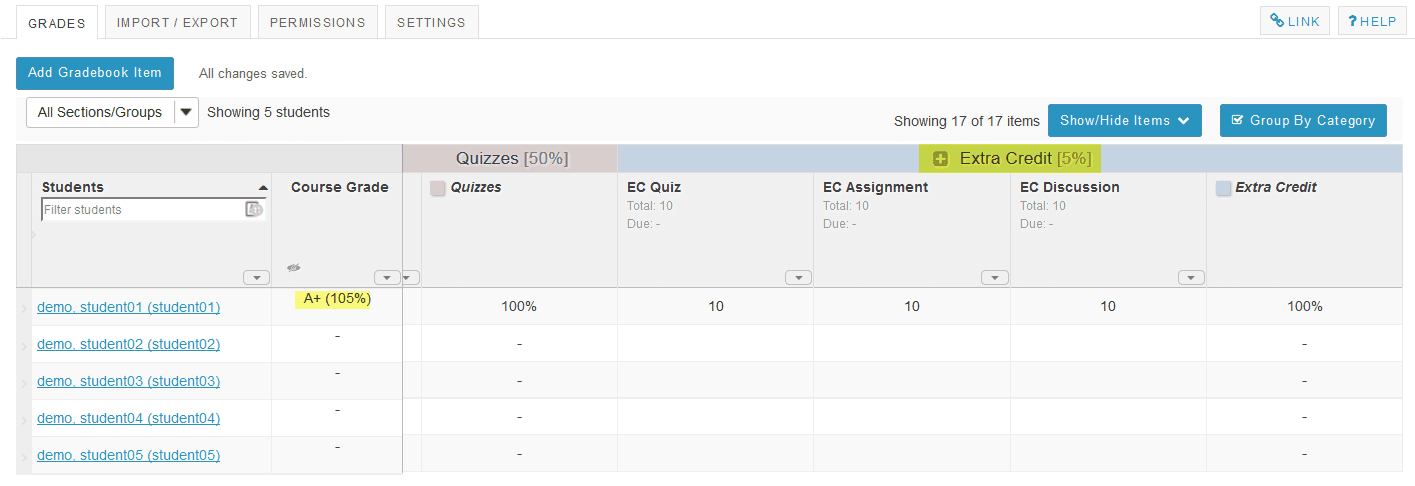 GRADES IMPORT / EXPORT PERMISSIONS SETTINGS LINK ?HELP
Add Gradebook Item All changes saved.
All Sections/Groups Showing 5 students Showing 17 of 17 items Show/Hide Items Group By Category
Quizzes [50%] Extra Credit [5%]
Students Course Grade Quizzes EC Quiz EC Assignment EC Discussion Extra Credit
Filter students Total: 10 Total: 10 Total: 10
Due: - Due: - Due: -
demo, student01 (student01) A+ (105%) 100% 10 10 10 100%
demo, student02 (student02) - - -
demo, student03 (student03) - - -
demo, student04 (student04) - - -
demo, student05 (student05) - - -